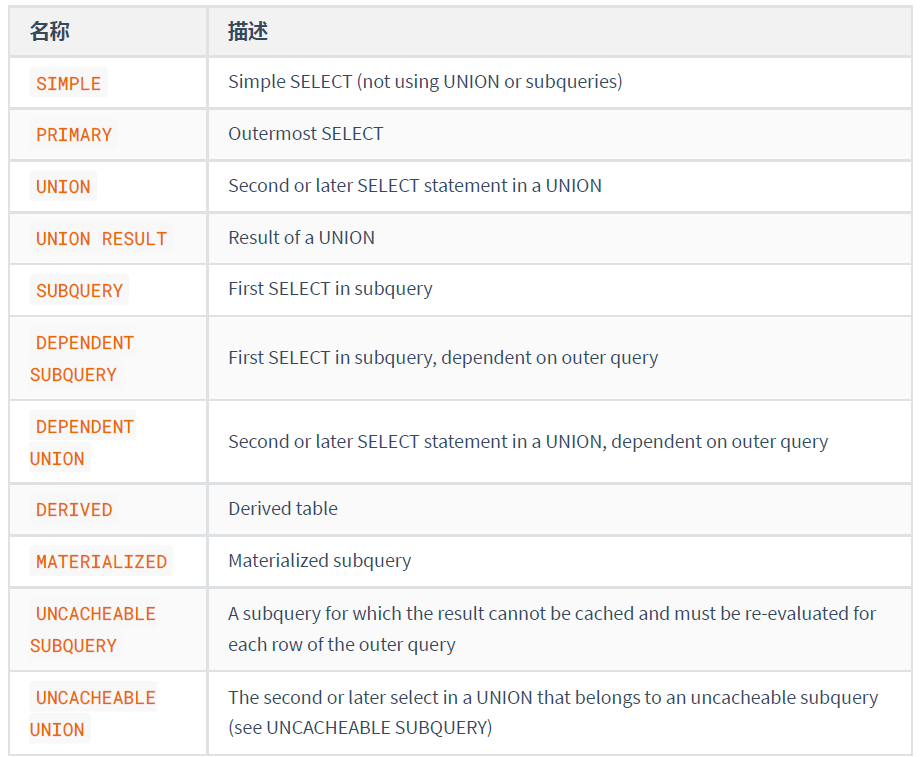 名称 描述
SIMPLE Simple SELECT (not using UNION or subqueries)
PRIMARY Outermost SELECT
UNION Second or later SELECT statement in a UNION
UNION RESULT Result of a UNION
SUBQUERY First SELECT in subquery
DEPENDENT
SUBQUERY
First SELECT in subquery, dependent on outer query
DEPENDENT
UNION
Second or later SELECT statement in a UNION, dependent on outer query
DERIVED Derived table
MATERIALIZED Materialized subquery
UNCACHEABLE
SUBQUERY
A subquery for which the result cannot be cached and must be re-evaluated for
each row of the outer query
UNCACHEABLE
UNION
The second or later select in a UNION that belongs to an uncacheable subquery
(see UNCACHEABLE SUBQUERY)